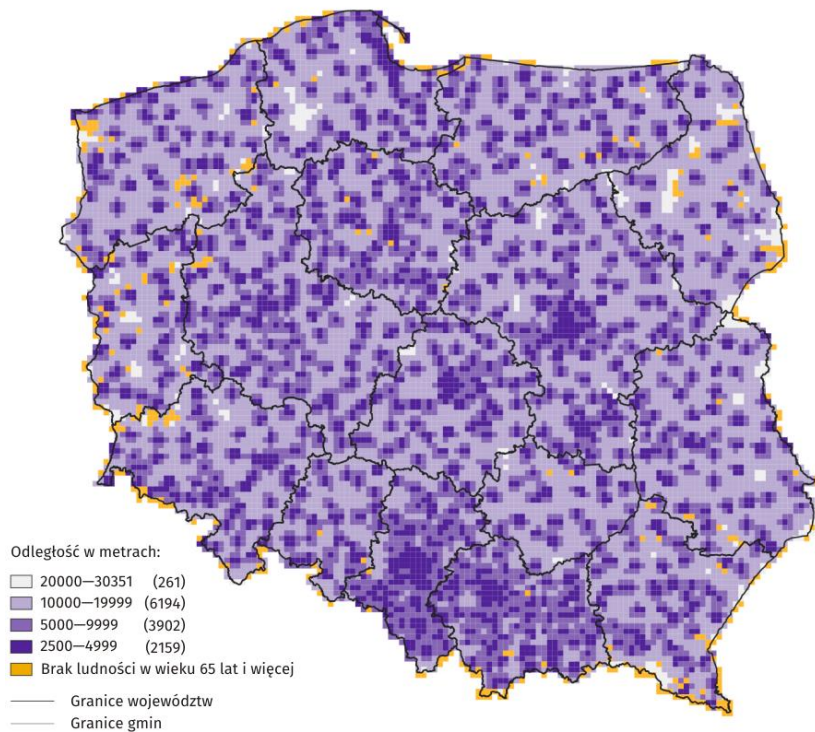 Odległość w metrach:
20000—30351 (261)
10000—19999 (6194)
5000—9999 (3902)
2500—4999 (2159)
Brak ludności w wieku 65 lat i więcej
Granice województw
Granice gmin